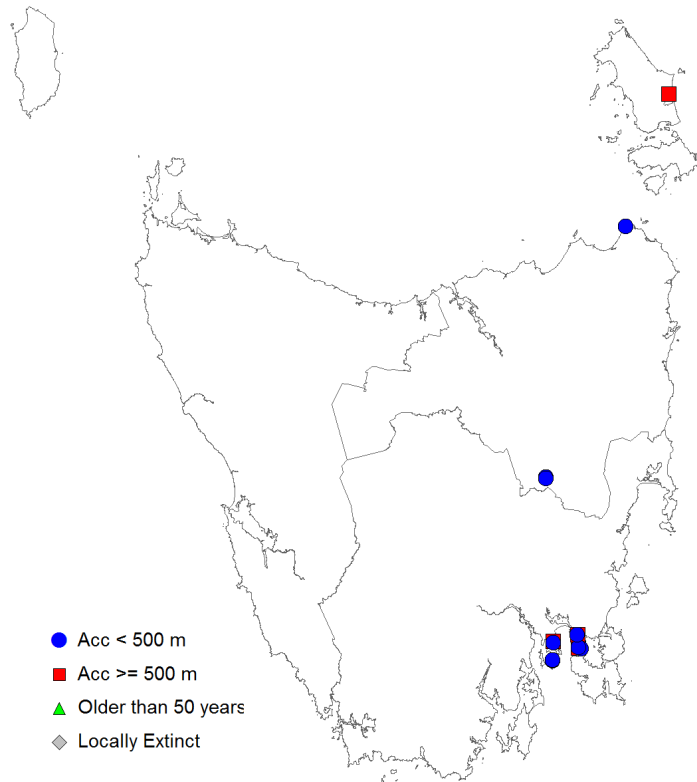 Acc < 500 m
Acc >= 500 m
Older than 50 years
Locally Extinct